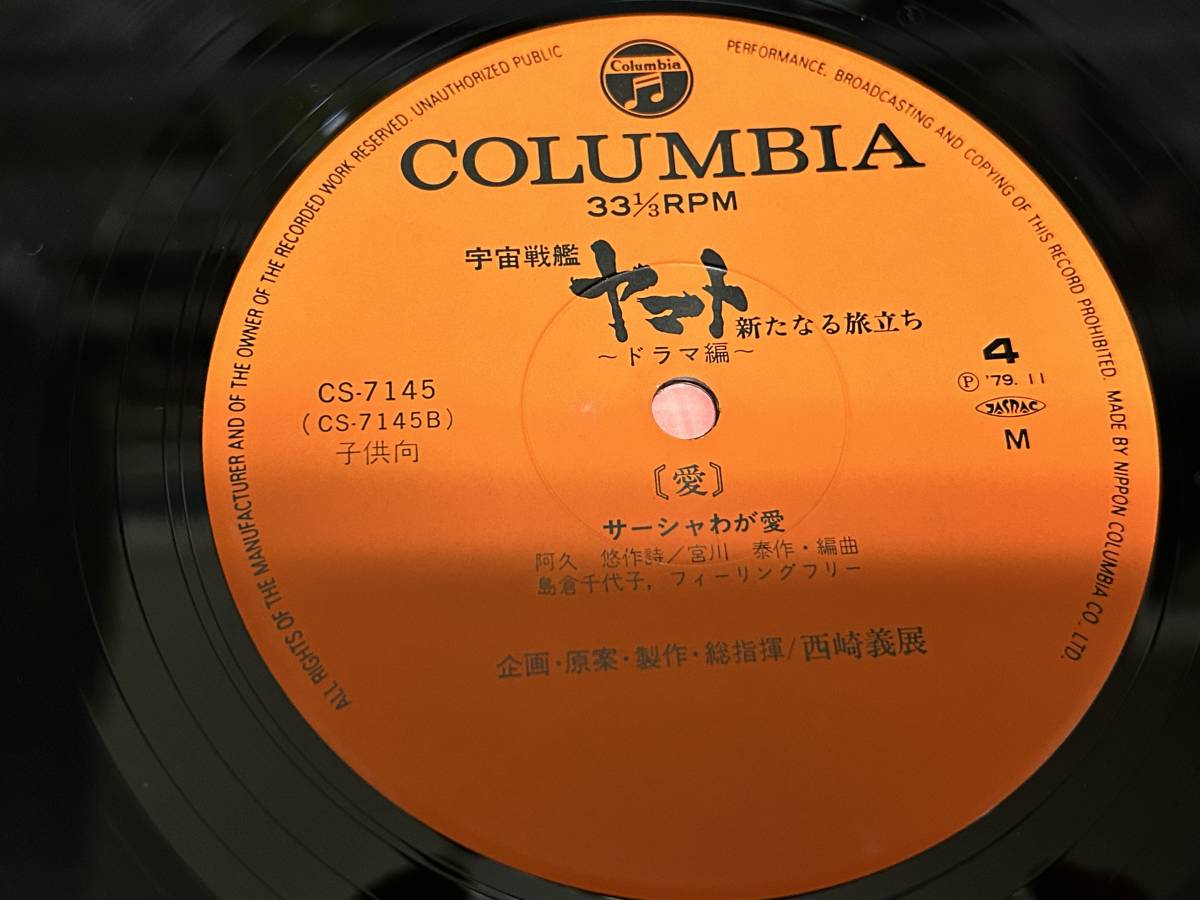 Columbia
COLUMBIA
33 1/3 RPM
宇宙戦艦
ヤマト
新たなる旅立ち
～ドラマ編～
CS-7145
(CS-7145B)
子供向
4
Ⓟ '79. 11
JASRAC
M
〔愛〕
サーシャわが愛
阿久 悠作詩/宮川 泰作・編曲
島倉千代子, フィーリングフリー
企画・原案・製作・総指揮/西崎義展
ALL RIGHTS OF THE MANUFACTURER AND OF THE OWNER OF THE RECORDED WORK RESERVED. UNAUTHORIZED PUBLIC PERFORMANCE, BROADCASTING AND COPYING OF THIS RECORD PROHIBITED. MADE BY NIPPON COLUMBIA CO., LTD.